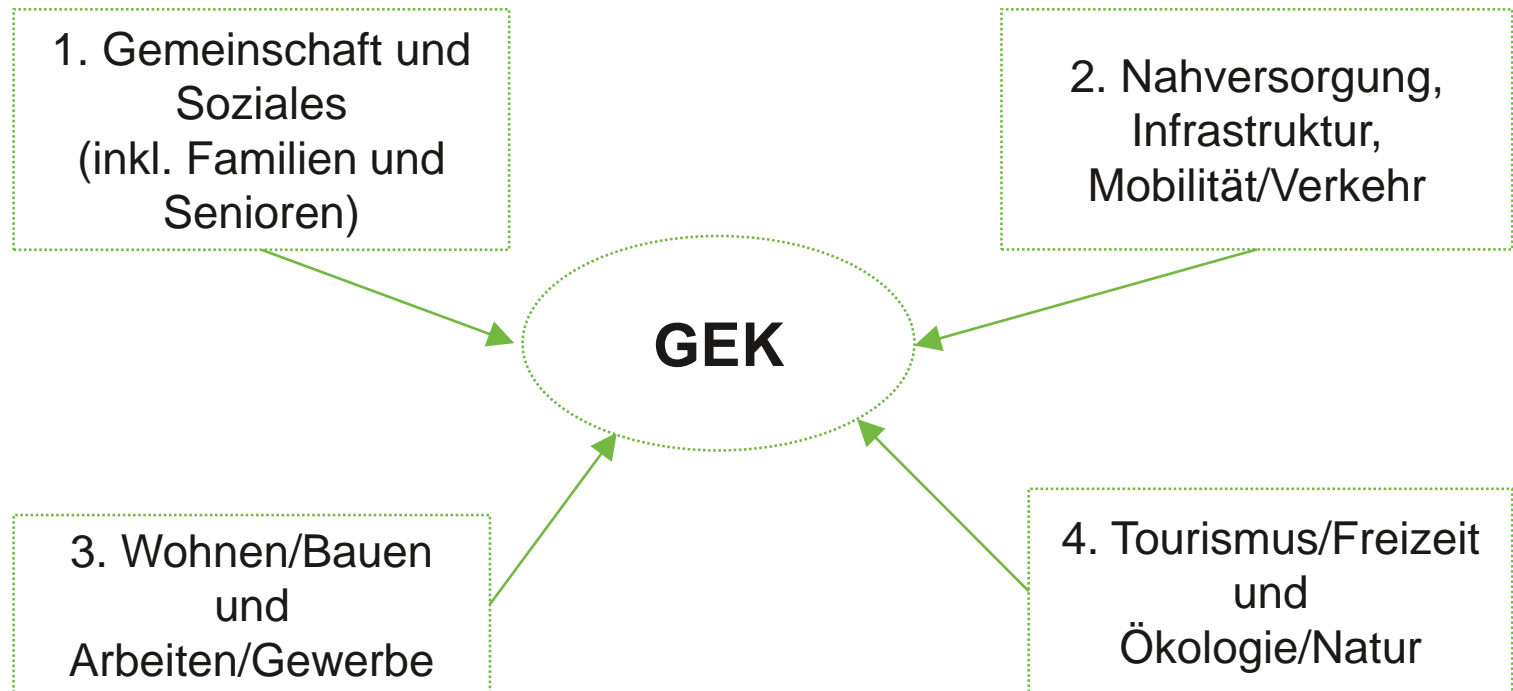 1. Gemeinschaft und
Soziales
(inkl. Familien und
Senioren)
2. Nahversorgung,
Infrastruktur,
Mobilität/Verkehr
GEK
3. Wohnen/Bauen
und
Arbeiten/Gewerbe
4. Tourismus/Freizeit
und
Ökologie/Natur